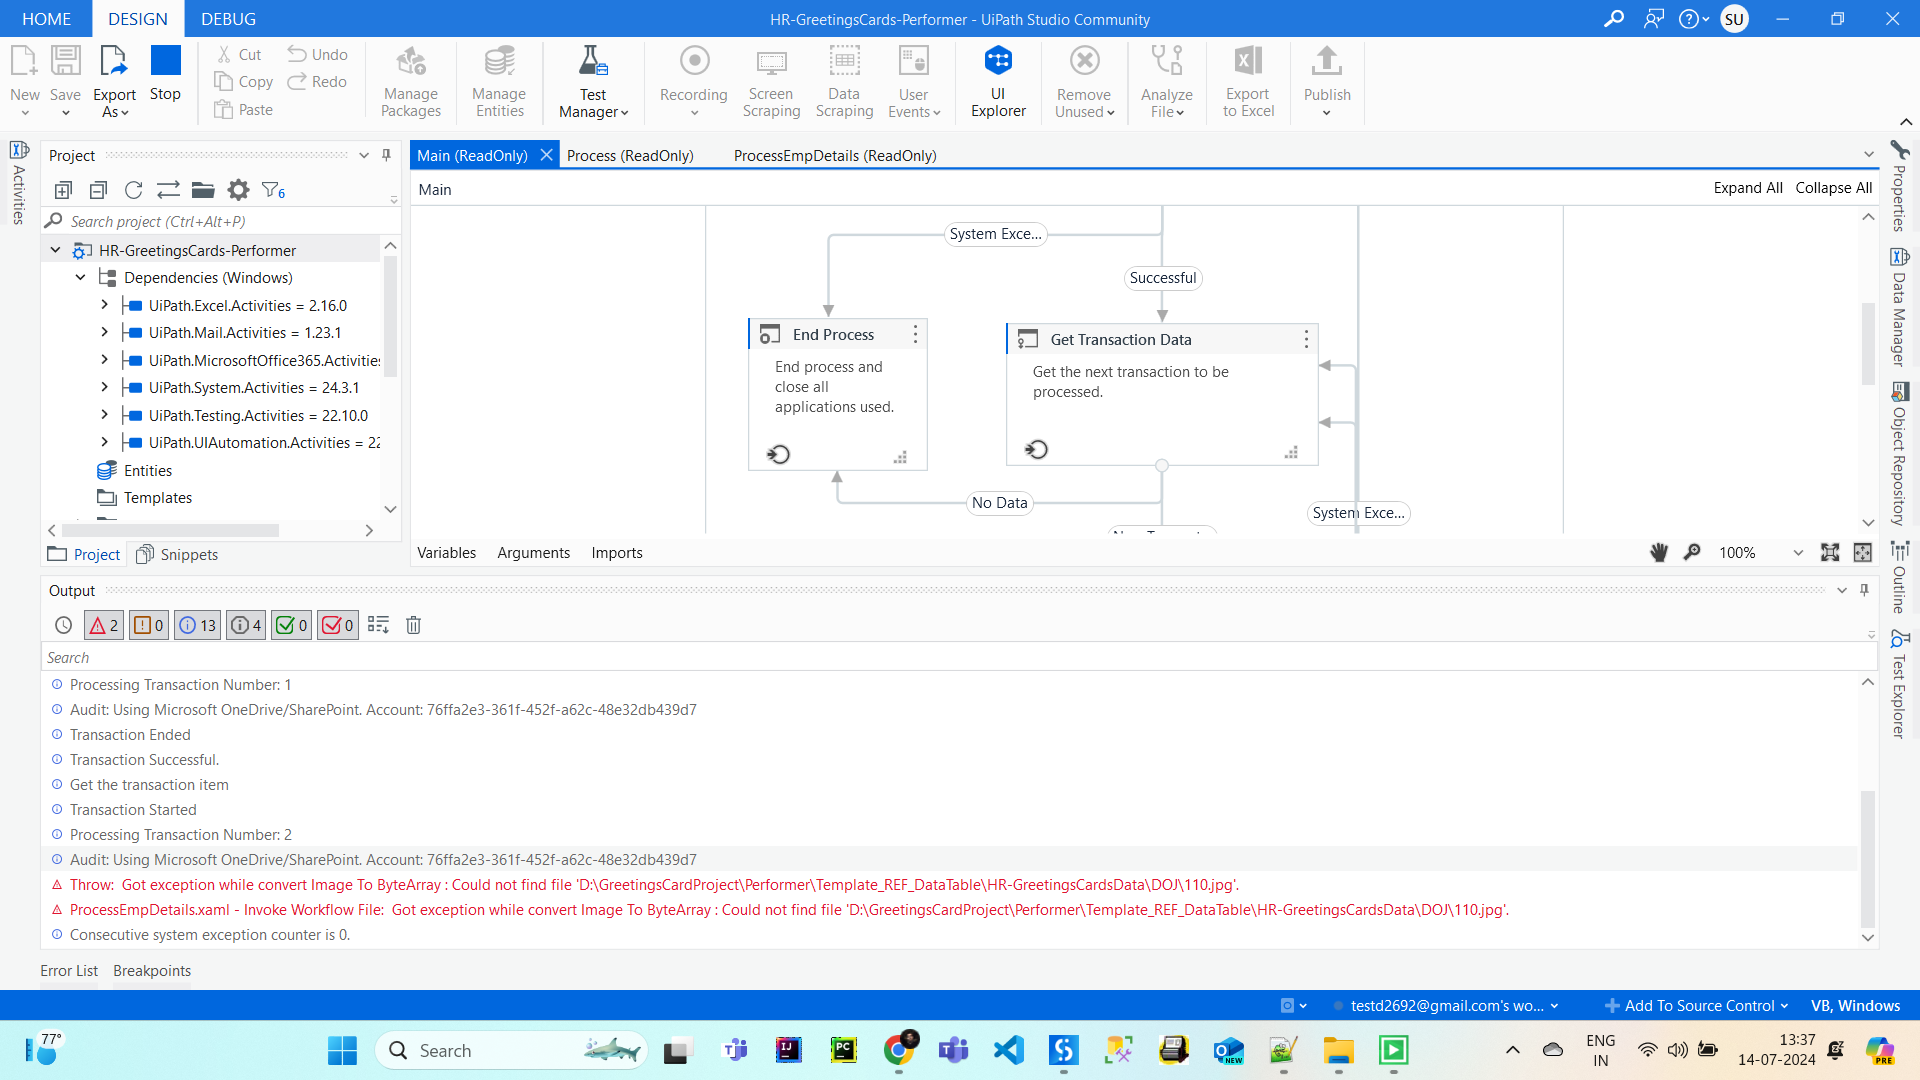 HOME
DESIGN
DEBUG
HR-GreetingsCards-Performer - UiPath Studio Community
SU
New
Save
Export As
Stop
Cut
Copy
Paste
Undo
Redo
Manage Packages
Manage Entities
Test Manager
Recording
Screen Scraping
Data Scraping
User Events
UI Explorer
Remove Unused
Analyze File
Export to Excel
Publish
Activities
Project
6
Search project (Ctrl+Alt+P)
HR-GreetingsCards-Performer
Dependencies (Windows)
UiPath.Excel.Activities = 2.16.0
UiPath.Mail.Activities = 1.23.1
UiPath.MicrosoftOffice365.Activities
UiPath.System.Activities = 24.3.1
UiPath.Testing.Activities = 22.10.0
UiPath.UIAutomation.Activities = 22
Entities
Templates
Project
Snippets
Main (ReadOnly)
Process (ReadOnly)
ProcessEmpDetails (ReadOnly)
Main
Expand All
Collapse All
System Exce...
Successful
End Process
End process and
close all
applications used.
Get Transaction Data
Get the next transaction to be
processed.
No Data
System Exce...
Variables
Arguments
Imports
100%
Properties
Data Manager
Object Repository
Outline
Test Explorer
Output
2
0
13
4
0
0
Search
Processing Transaction Number: 1
Audit: Using Microsoft OneDrive/SharePoint. Account: 76ffa2e3-361f-452f-a62c-48e32db439d7
Transaction Ended
Transaction Successful.
Get the transaction item
Transaction Started
Processing Transaction Number: 2
Audit: Using Microsoft OneDrive/SharePoint. Account: 76ffa2e3-361f-452f-a62c-48e32db439d7
Throw:  Got exception while convert Image To ByteArray : Could not find file 'D:\GreetingsCardProject\Performer\Template_REF_DataTable\HR-GreetingsCardsData\DOJ\110.jpg'.
ProcessEmpDetails.xaml - Invoke Workflow File:  Got exception while convert Image To ByteArray : Could not find file 'D:\GreetingsCardProject\Performer\Template_REF_DataTable\HR-GreetingsCardsData\DOJ\110.jpg'.
Consecutive system exception counter is 0.
Error List
Breakpoints
testd2692@gmail.com's wo...
Add To Source Control
VB, Windows
77°
Search
NEW
ENG
IN
13:37
14-07-2024
PRE